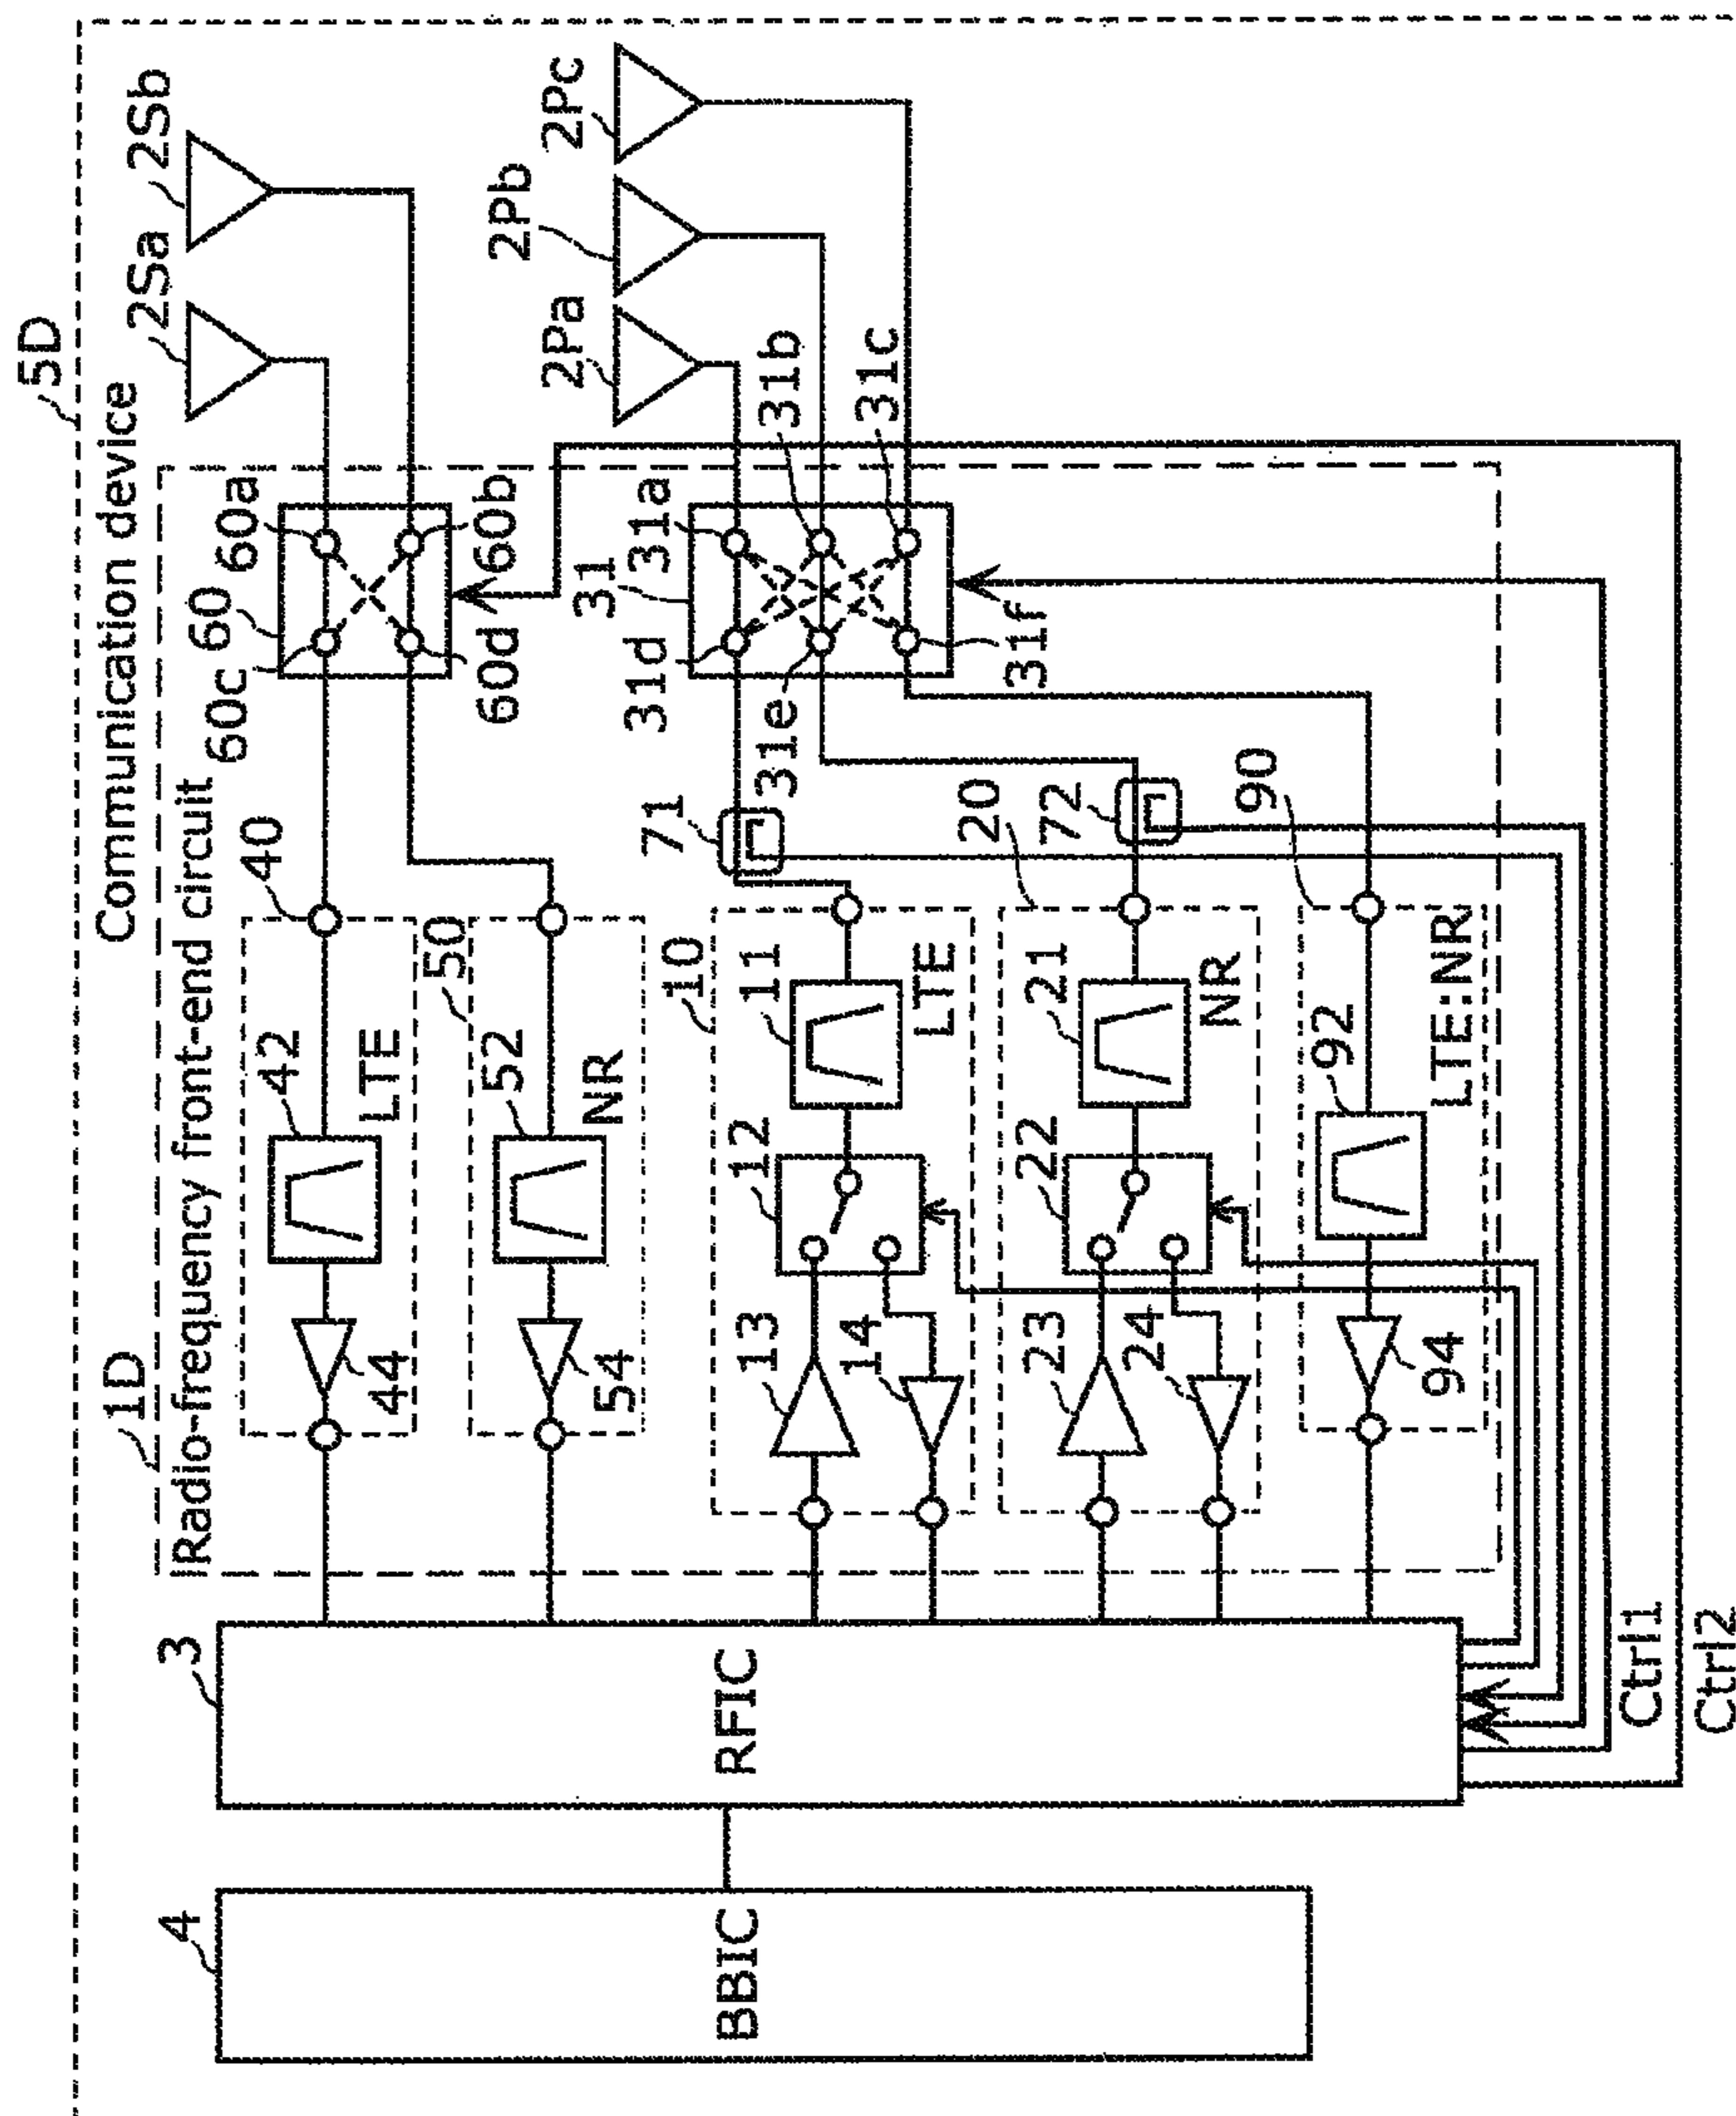 5D
Communication device
1D
Radio-frequency front-end circuit
4
BBIC
3
RFIC
40
42
44
LTE
50
52
54
NR
60
60a
60b
60c
60d
2Sa
2Sb
10
11
12
13
14
LTE
71
31
31a
31b
31c
31d
31e
31f
2Pa
2Pb
2Pc
20
21
22
23
24
NR
72
90
92
94
LTE:NR
Ctrl1
Ctrl2